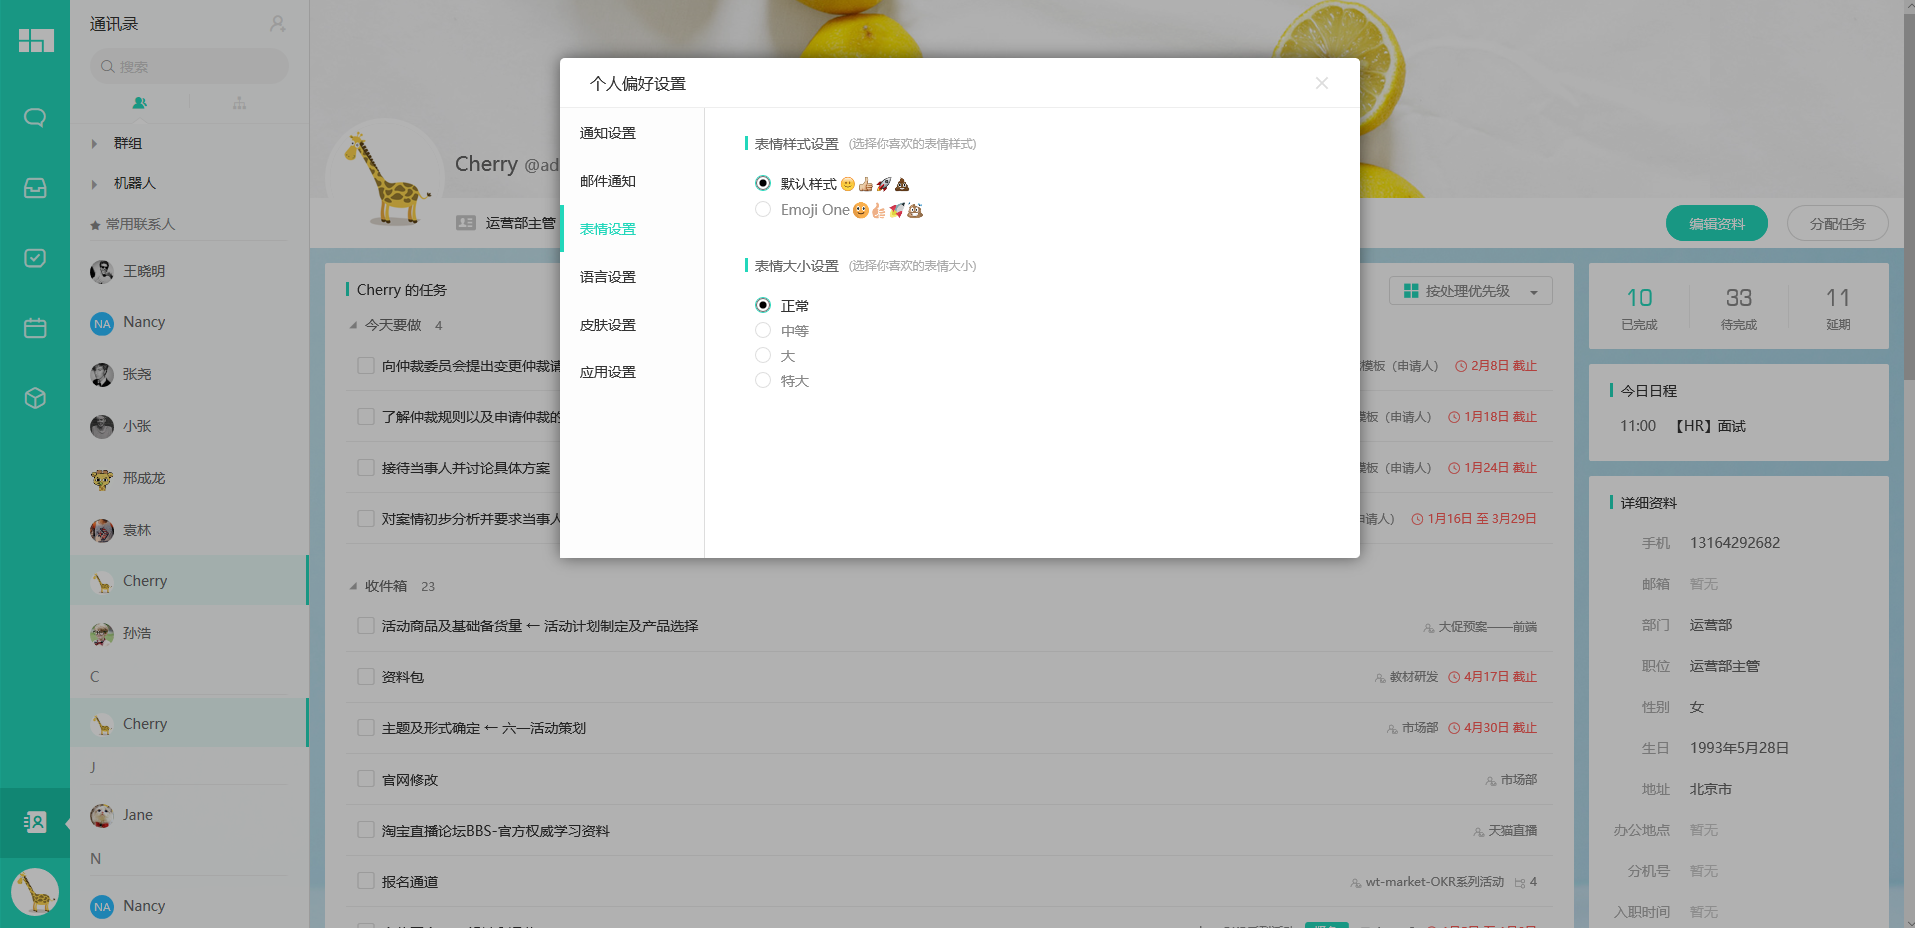 通讯录
搜索
群组
机器人
常用联系人
王晓明
NA Nancy
张尧
小张
邢成龙
袁林
Cherry
孙浩
C
Cherry
J
Jane
N
NA Nancy
Cherry @ad
运营部主管
编辑资料
分配任务
Cherry 的任务
按处理优先级
今天要做 4
向仲裁委员会提出变更仲裁请
模板（申请人） 2月8日 截止
了解仲裁规则以及申请仲裁的
模板（申请人） 1月18日 截止
接待当事人并讨论具体方案
模板（申请人） 1月24日 截止
对案情初步分析并要求当事人
申请人） 1月16日 至 3月29日
收件箱 23
活动商品及基础备货量 ← 活动计划制定及产品选择
大促预案——前端
资料包
教材研发 4月17日 截止
主题及形式确定 ← 六一活动策划
市场部 4月30日 截止
官网修改
市场部
淘宝直播论坛BBS-官方权威学习资料
天猫直播
报名通道
wt-market-OKR系列活动 4
个人偏好设置
通知设置
邮件通知
表情设置
语言设置
皮肤设置
应用设置
表情样式设置 (选择你喜欢的表情样式)
默认样式
Emoji One
表情大小设置 (选择你喜欢的表情大小)
正常
中等
大
特大
10 33 11
已完成 待完成 延期
今日日程
11:00 【HR】面试
详细资料
手机 13164292682
邮箱 暂无
部门 运营部
职位 运营部主管
性别 女
生日 1993年5月28日
地址 北京市
办公地点 暂无
分机号 暂无
入职时间 暂无